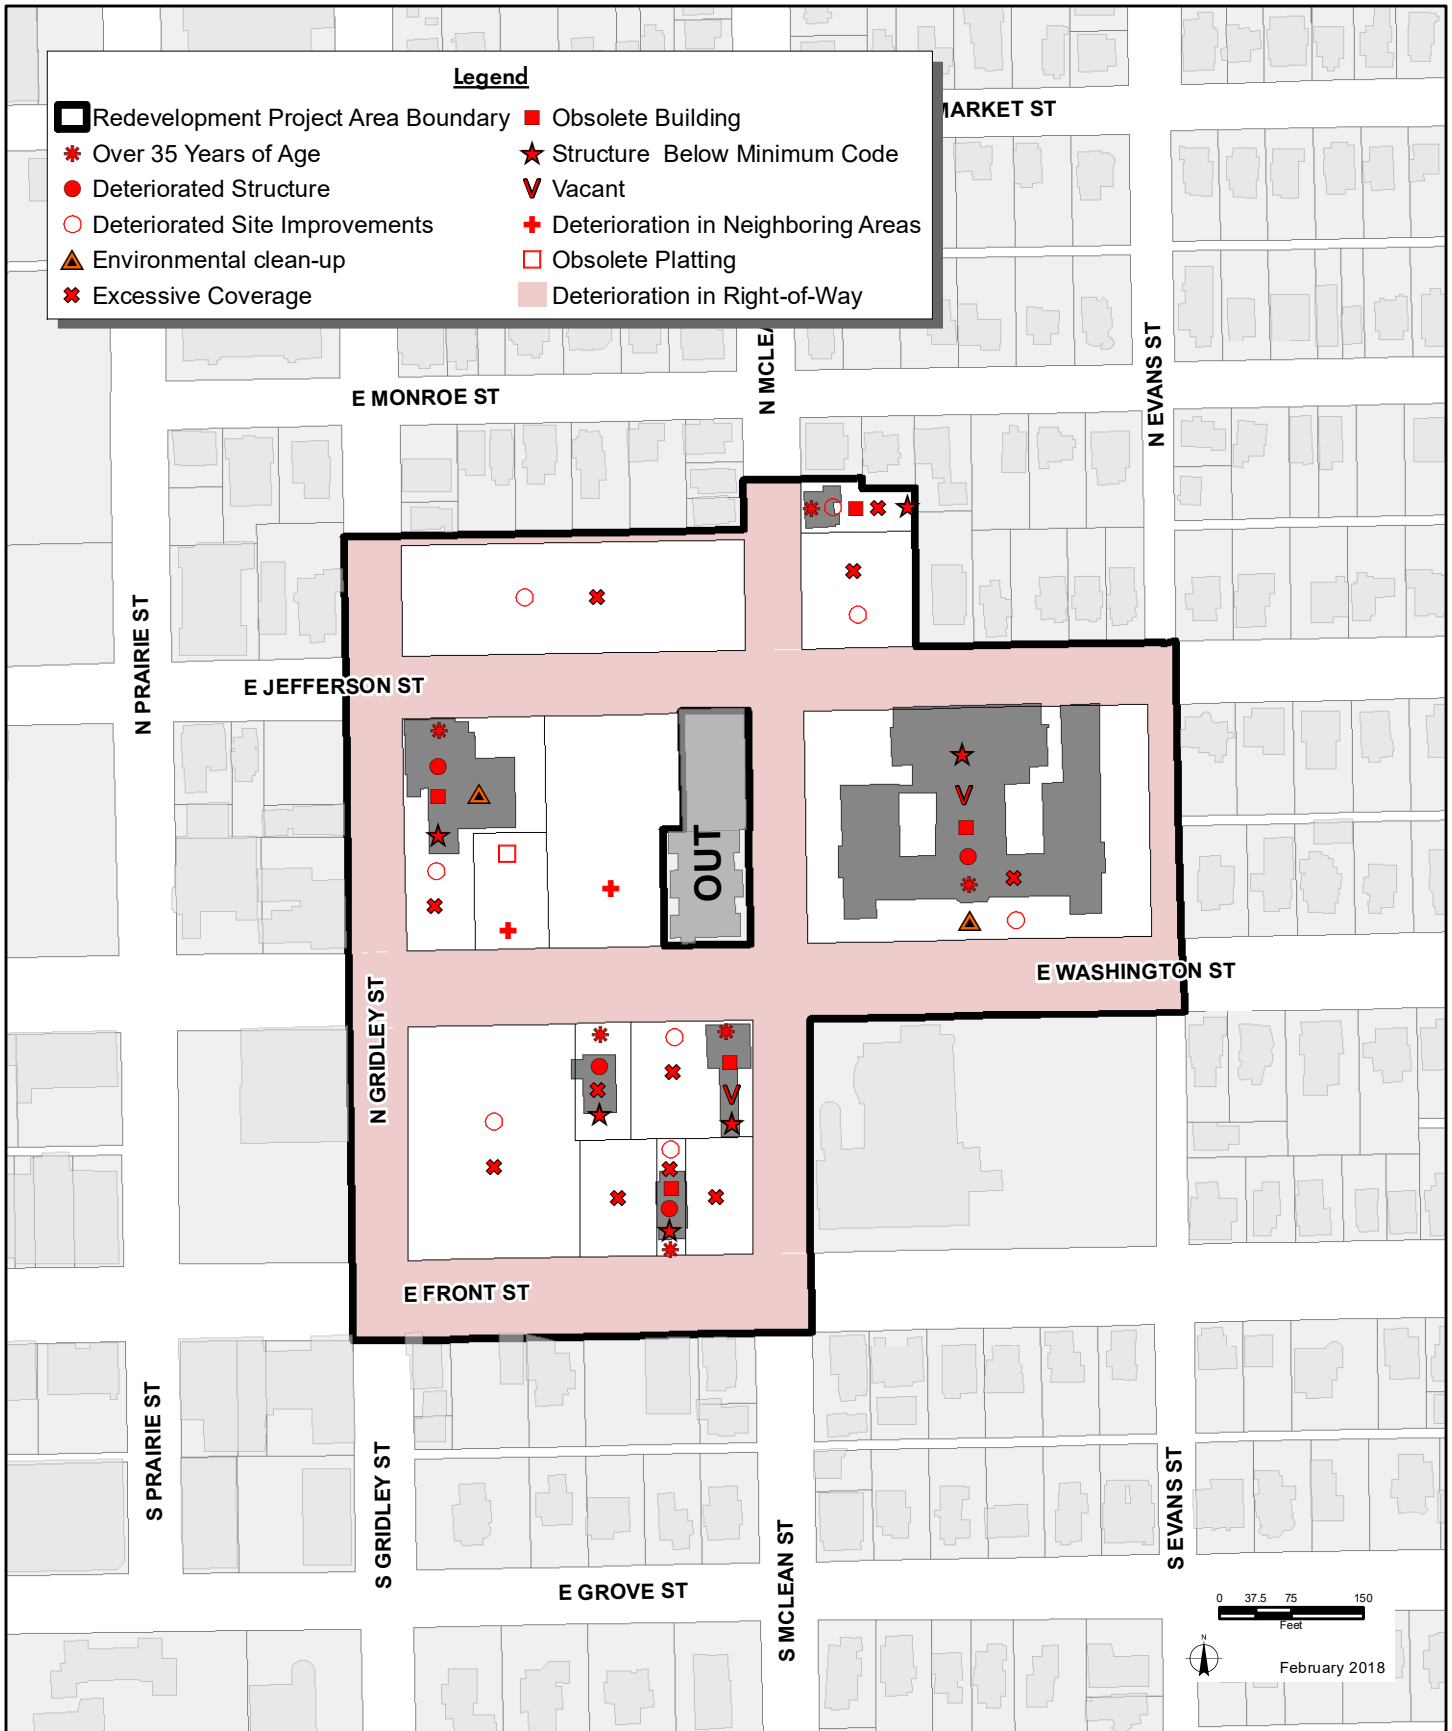 Legend
Redevelopment Project Area Boundary
Over 35 Years of Age
Deteriorated Structure
Deteriorated Site Improvements
Environmental clean-up
Excessive Coverage
Obsolete Building
Structure Below Minimum Code
Vacant
Deterioration in Neighboring Areas
Obsolete Platting
Deterioration in Right-of-Way
MARKET ST
N MCLEA
N EVANS ST
E MONROE ST
N PRAIRIE ST
E JEFFERSON ST
V
OUT
E WASHINGTON ST
N GRIDLEY ST
V
E FRONT ST
S PRAIRIE ST
S GRIDLEY ST
S MCLEAN ST
S EVANS ST
E GROVE ST
0 37.5 75 150
Feet
N
February 2018